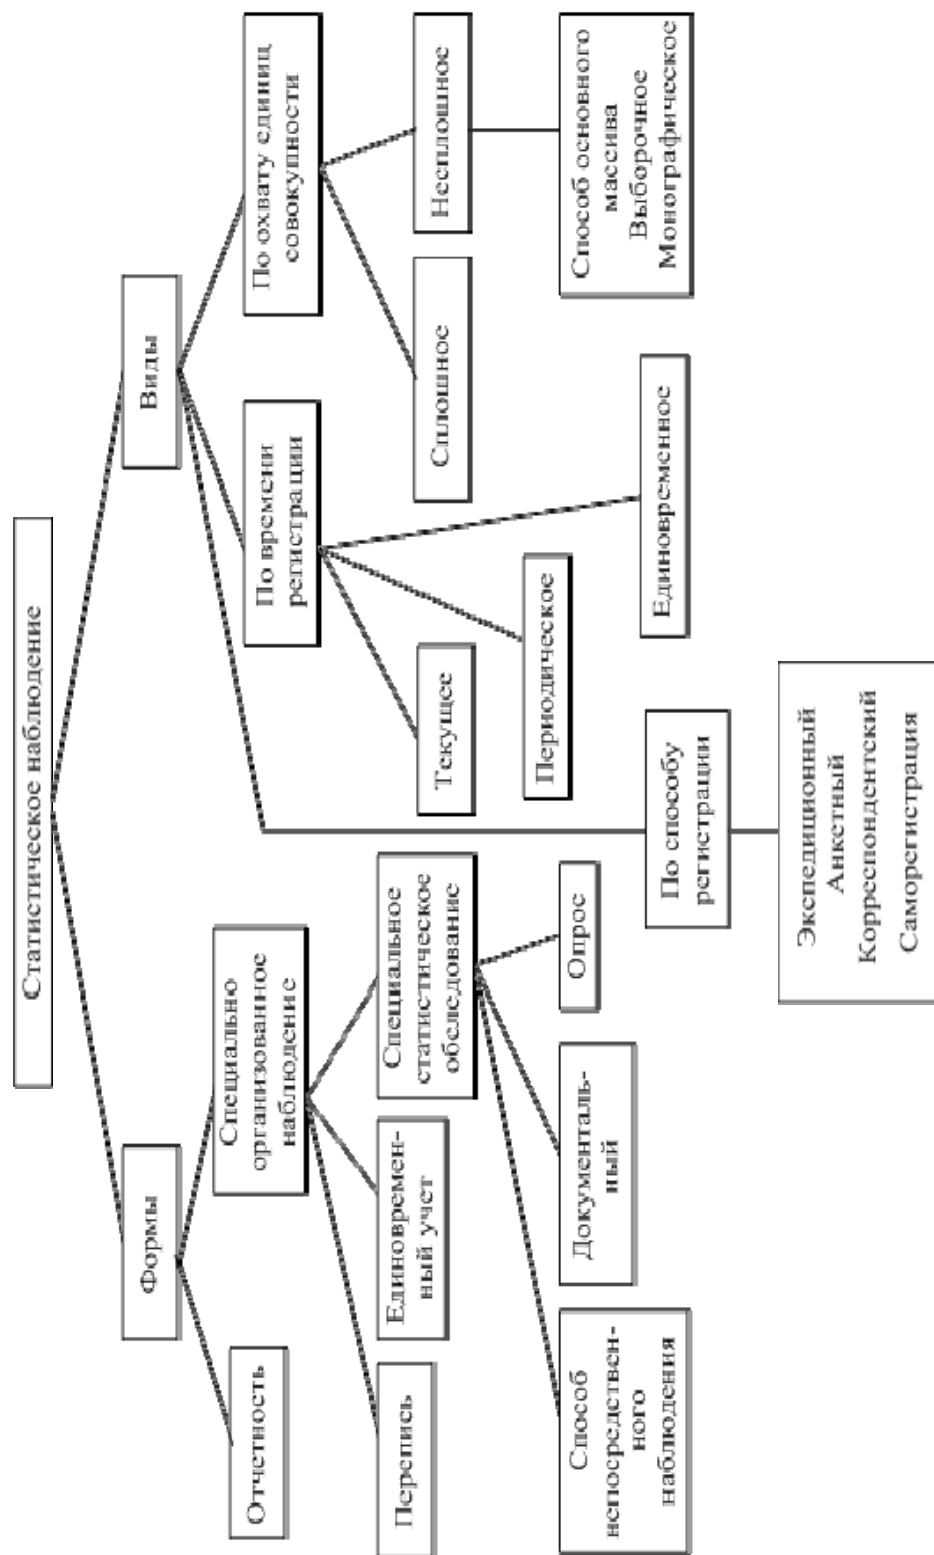 Статистическое наблюдение
Формы
Виды
Отчетность
Специально
организованное
наблюдение
По времени
регистрации
По охвату единиц
совокупности
Перепись
Единовремен-
ный учет
Специальное
статистическое
обследование
Текущее
Сплошное
Несплошное
Периодическое
Способ
непосредствен-
ного
наблюдения
Документаль-
ный
Опрос
Способ основного
массива
Выборочное
Монографическое
Единовременное
По способу
регистрации
Экспедиционный
Анкетный
Корреспондентский
Саморегистрация